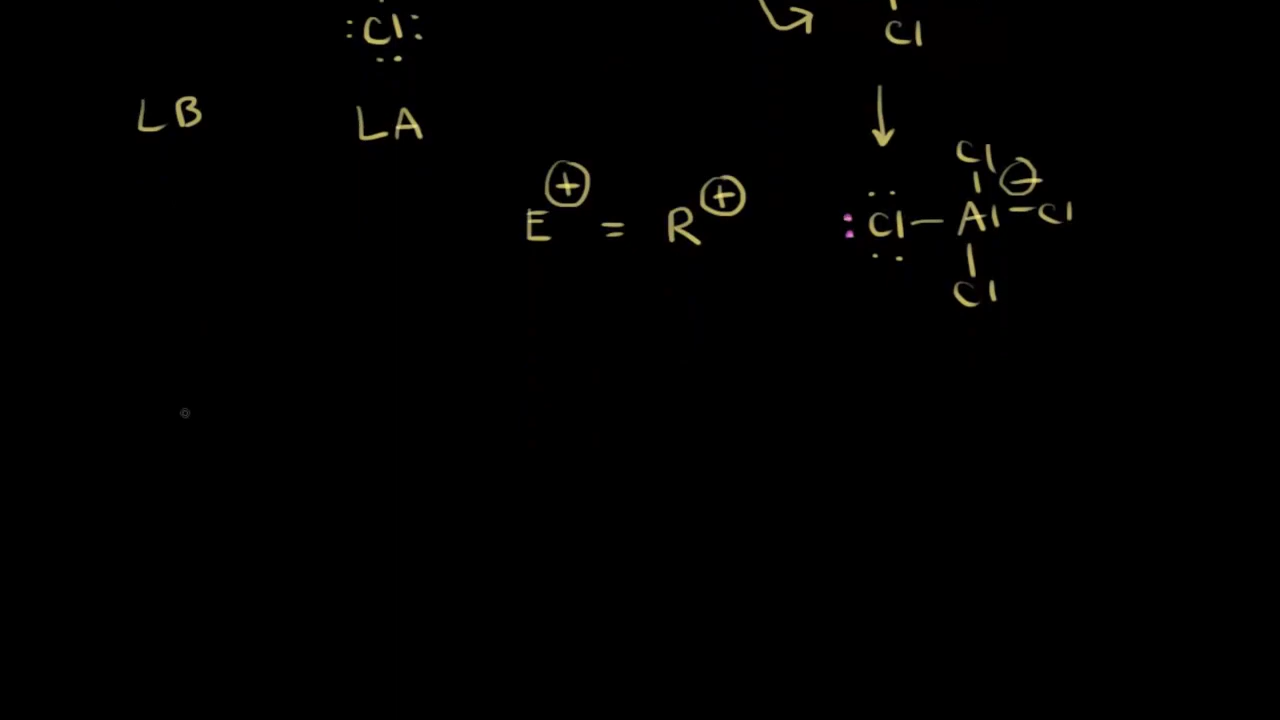 :Cl:
Cl
LB
LA
Cl
E⊕ = R⊕
:Cl–Al–Cl
⊖
Cl